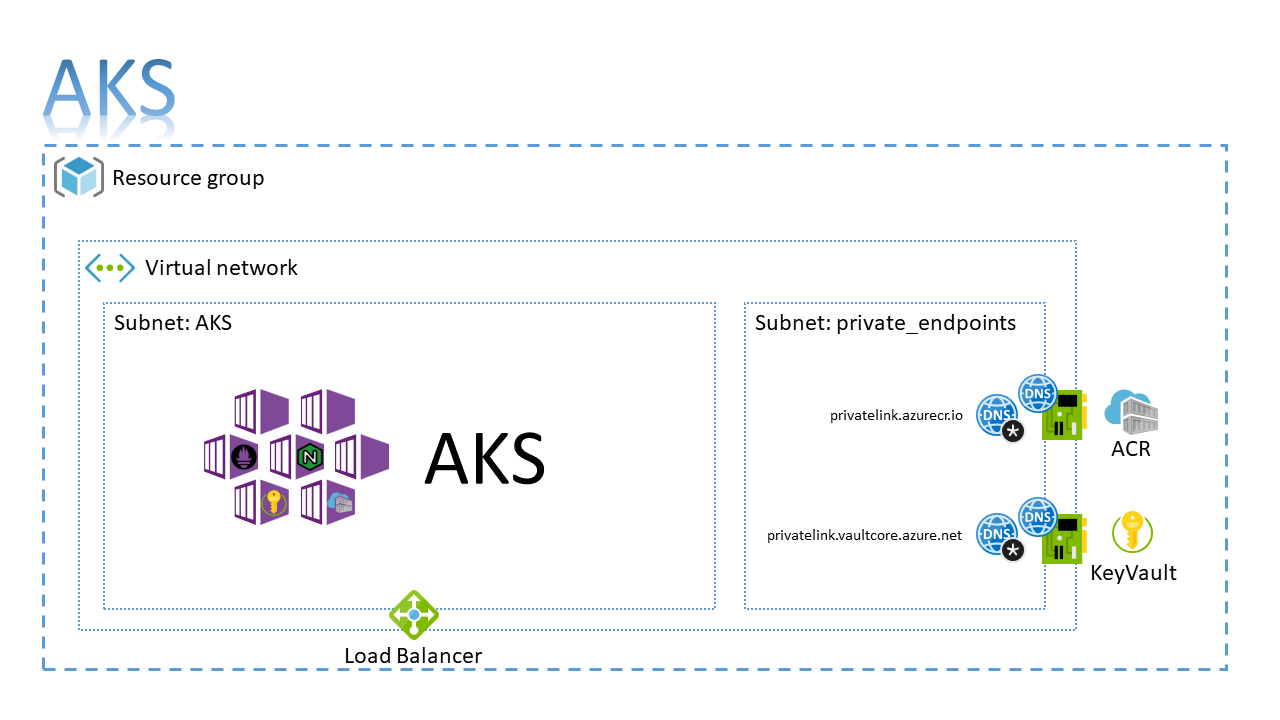 AKS
Resource group
Virtual network
Subnet: AKS
Subnet: private_endpoints
AKS
N
privatelink.azurecr.io
DNS
DNS
*
ACR
privatelink.vaultcore.azure.net
DNS
DNS
*
KeyVault
Load Balancer